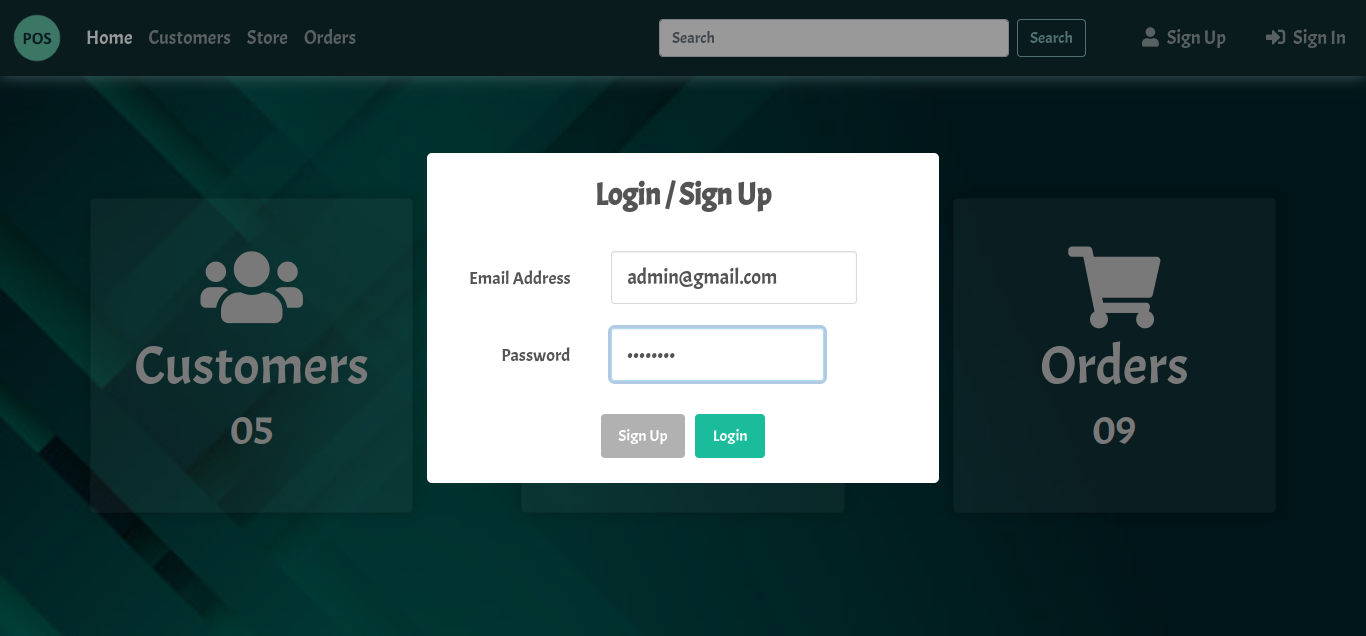 POS Home Customers Store Orders Search Search Sign Up Sign In
Login / Sign Up
Email Address admin@gmail.com
Password ••••••••
Sign Up Login
Customers
05
Orders
09